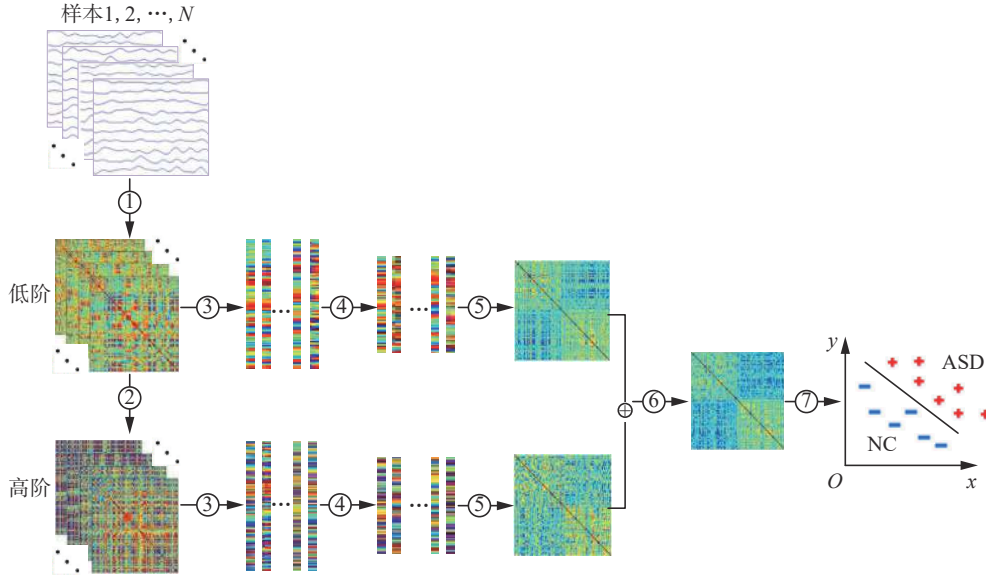 样本1, 2, …, N
①
低阶
③
…
④
…
⑤
②
⊕
⑥
⑦
y
ASD
NC
O
x
高阶
③
…
④
…
⑤